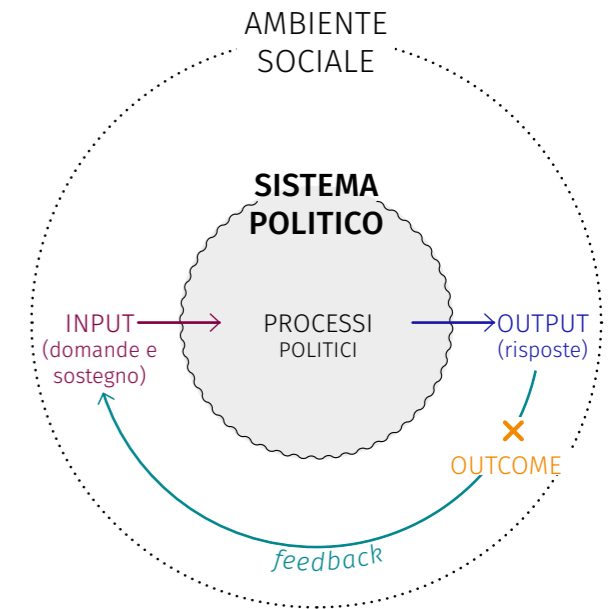 AMBIENTE
SOCIALE
SISTEMA
POLITICO
INPUT
(domande e
sostegno)
PROCESSI
POLITICI
OUTPUT
(risposte)
OUTCOME
feedback